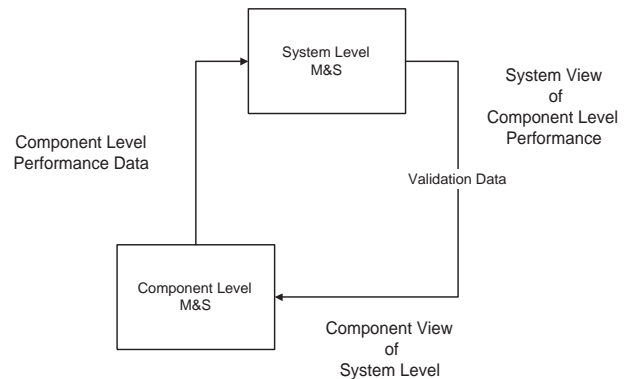 System Level
M&S
System View
of
Component Level
Performance
Component Level
Performance Data
Validation Data
Component Level
M&S
Component View
of
System Level